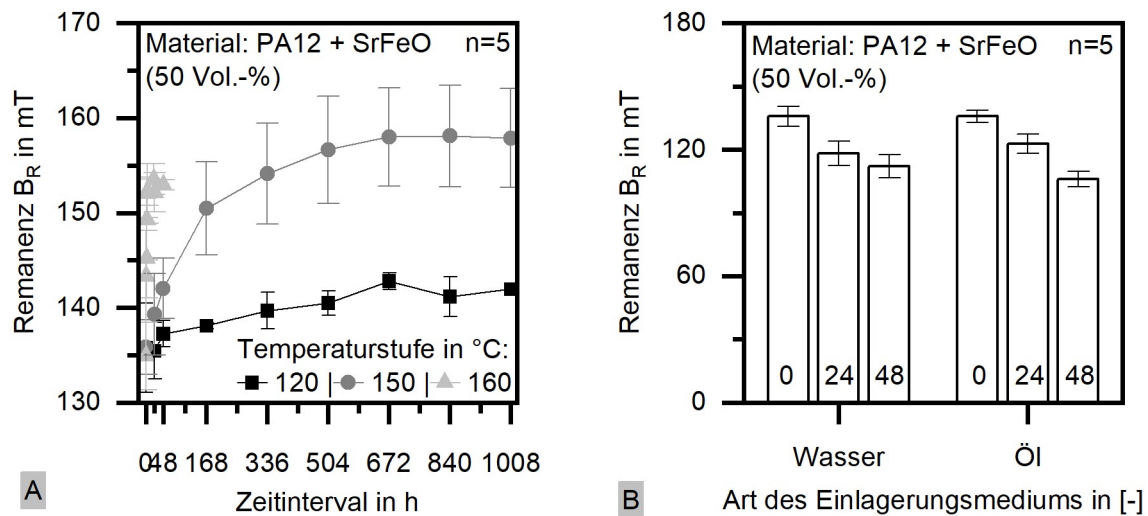 170
160
150
140
130
Remanenz BR in mT
Material: PA12 + SrFeO n=5
(50 Vol.-%)
Temperaturstufe in °C:
120 | 150 | 160
0 48 168 336 504 672 840 1008
Zeitinterval in h
A
180
120
60
0
Remanenz BR in mT
Material: PA12 + SrFeO n=5
(50 Vol.-%)
0 24 48 0 24 48
Wasser Öl
Art des Einlagerungsmediums in [-]
B